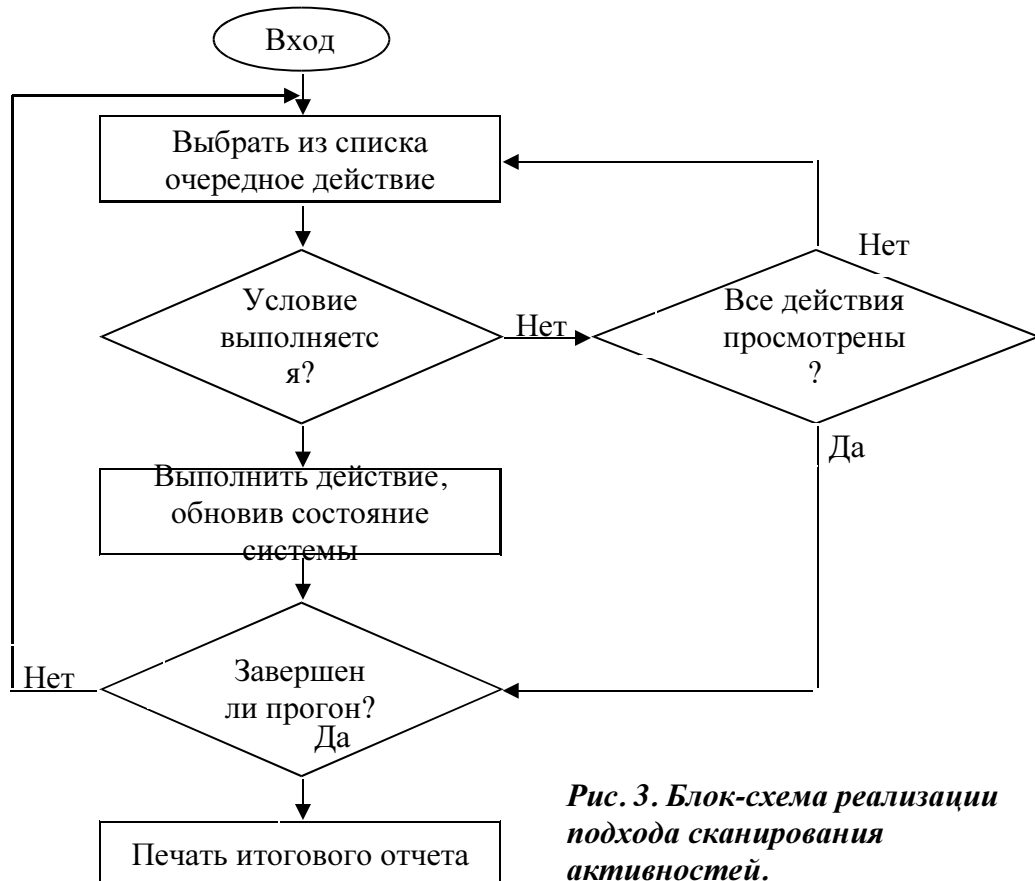 Вход
Выбрать из списка
очередное действие
Нет
Условие
выполняетс
я?
Нет
Все действия
просмотрены
?
Да
Выполнить действие,
обновив состояние
системы
Нет
Завершен
ли прогон?
Да
Печать итогового отчета
Рис. 3. Блок-схема реализации
подхода сканирования
активностей.